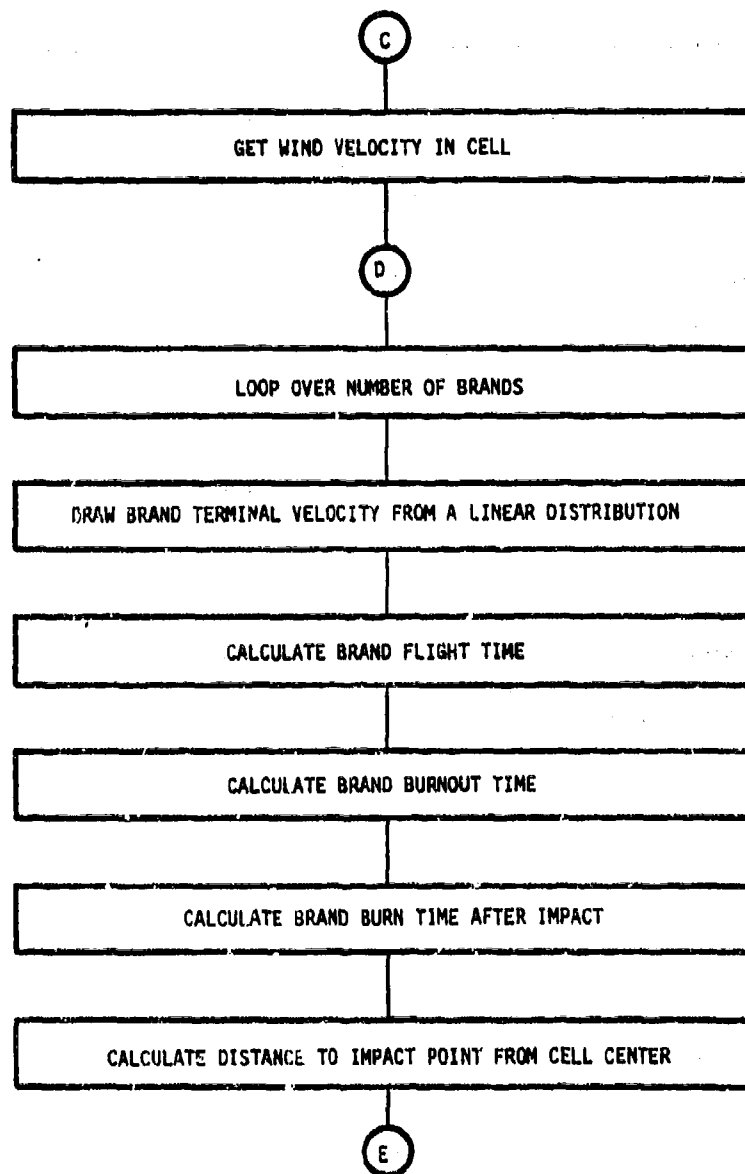 C
GET WIND VELOCITY IN CELL
D
LOOP OVER NUMBER OF BRANDS
DRAW BRAND TERMINAL VELOCITY FROM A LINEAR DISTRIBUTION
CALCULATE BRAND FLIGHT TIME
CALCULATE BRAND BURNOUT TIME
CALCULATE BRAND BURN TIME AFTER IMPACT
CALCULATE DISTANCE TO IMPACT POINT FROM CELL CENTER
E